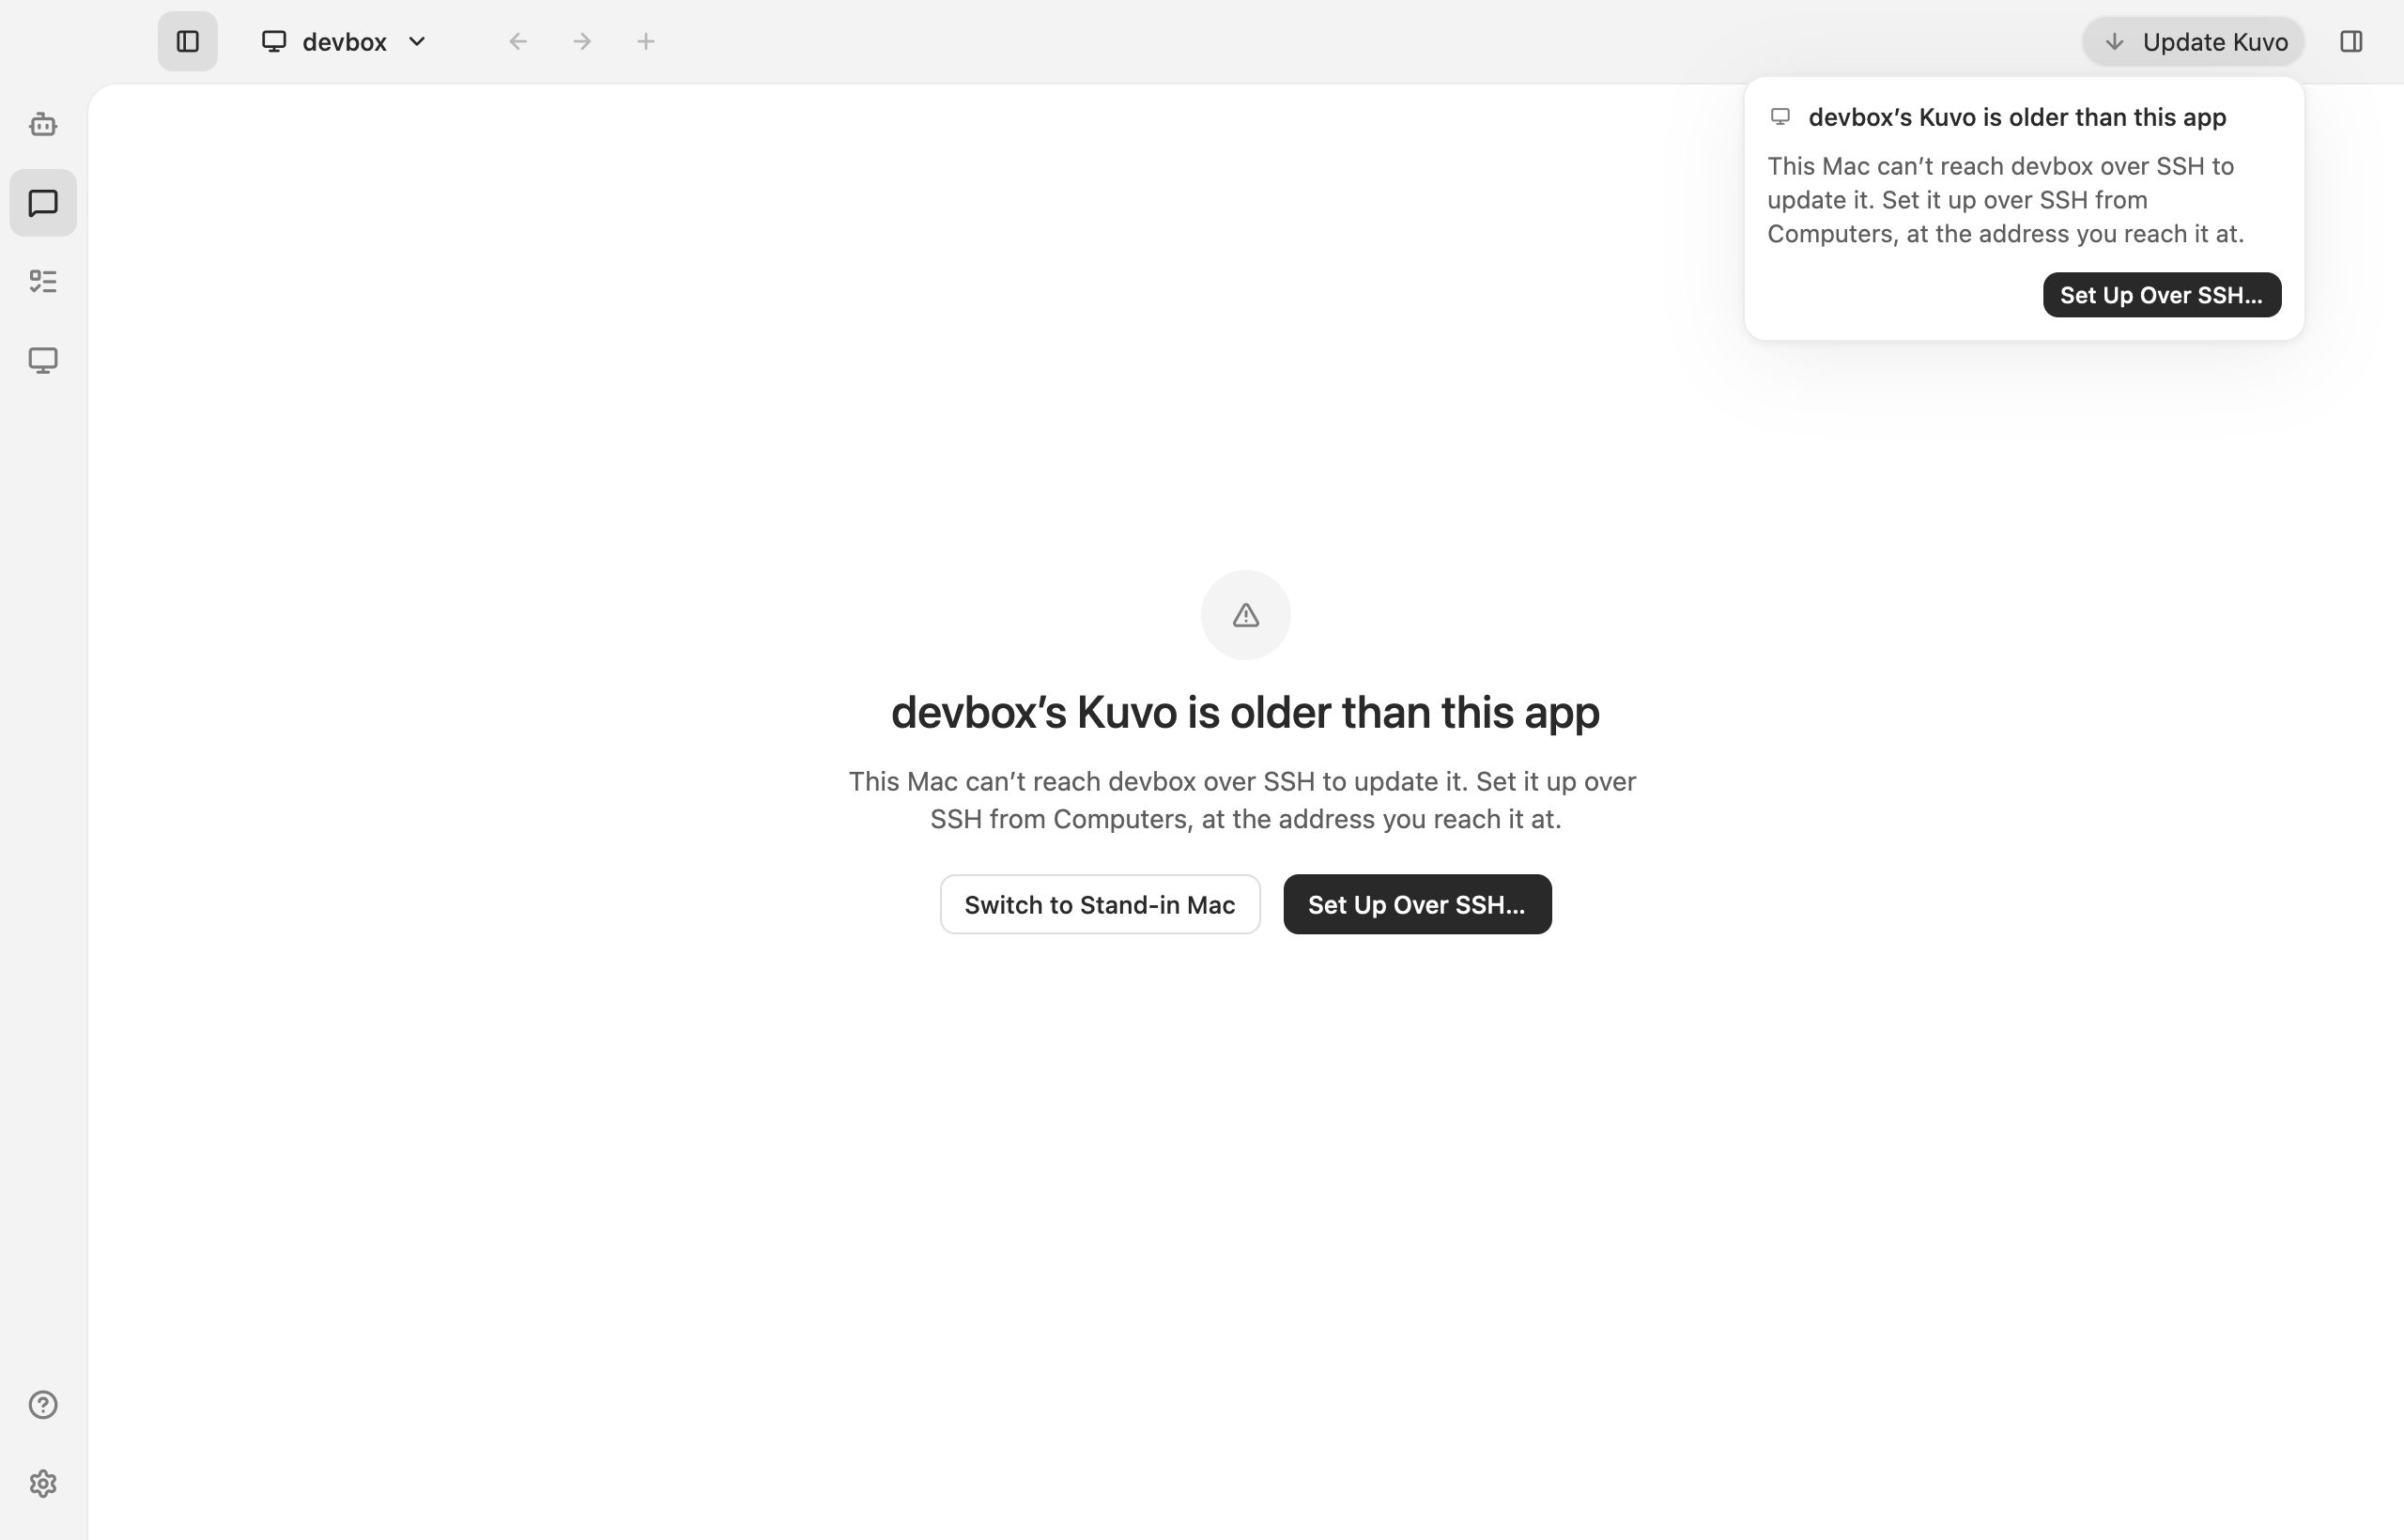 devbox
Update Kuvo
devbox’s Kuvo is older than this app
This Mac can’t reach devbox over SSH to
update it. Set it up over SSH from
Computers, at the address you reach it at.
Set Up Over SSH...
devbox’s Kuvo is older than this app
This Mac can’t reach devbox over SSH to update it. Set it up over
SSH from Computers, at the address you reach it at.
Switch to Stand-in Mac
Set Up Over SSH...